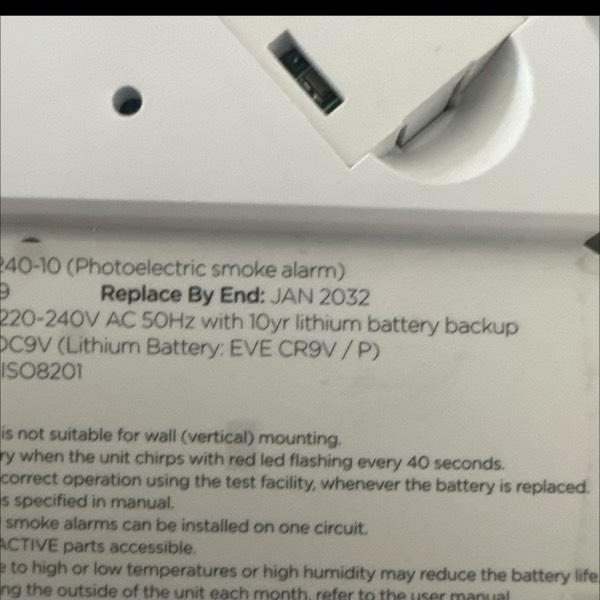 240-10 (Photoelectric smoke alarm)
9 Replace By End: JAN 2032
220-240V AC 50Hz with 10yr lithium battery backup
DC9V (Lithium Battery: EVE CR9V / P)
ISO8201
is not suitable for wall (vertical) mounting.
ry when the unit chirps with red led flashing every 40 seconds.
correct operation using the test facility, whenever the battery is replaced.
s specified in manual.
smoke alarms can be installed on one circuit.
ACTIVE parts accessible.
e to high or low temperatures or high humidity may reduce the battery life.
ng the outside of the unit each month, refer to the user manual